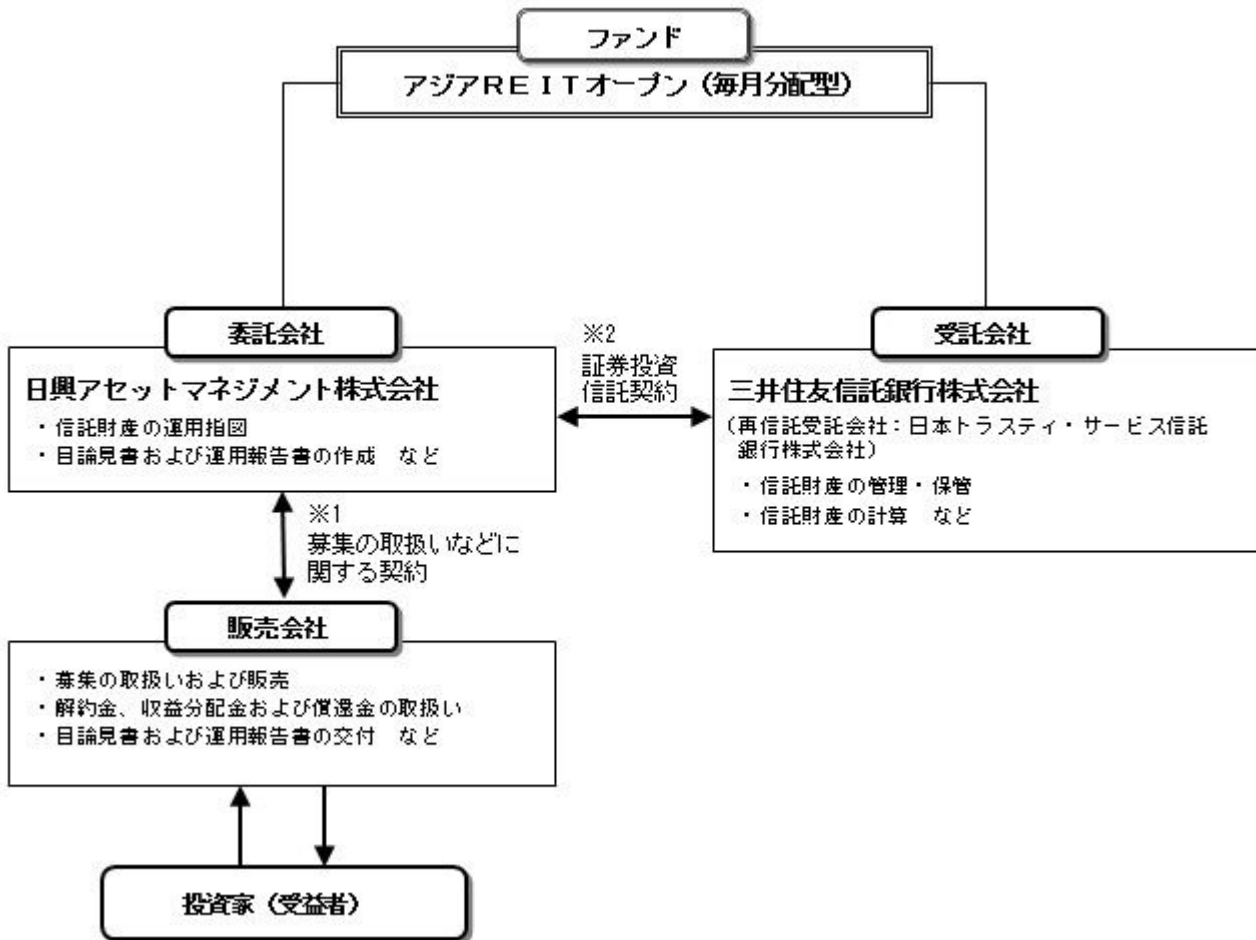 ファンド
アジアＲＥＩＴオープン（毎月分配型）
委託会社
日興アセットマネジメント株式会社
・信託財産の運用指図
・目論見書および運用報告書の作成　など
※2
証券投資
信託契約
受託会社
三井住友信託銀行株式会社
（再信託受託会社：日本トラスティ・サービス信託
銀行株式会社）
・信託財産の管理・保管
・信託財産の計算　など
※1
募集の取扱いなどに
関する契約
販売会社
・募集の取扱いおよび販売
・解約金、収益分配金および償還金の取扱い
・目論見書および運用報告書の交付　など
投資家（受益者）